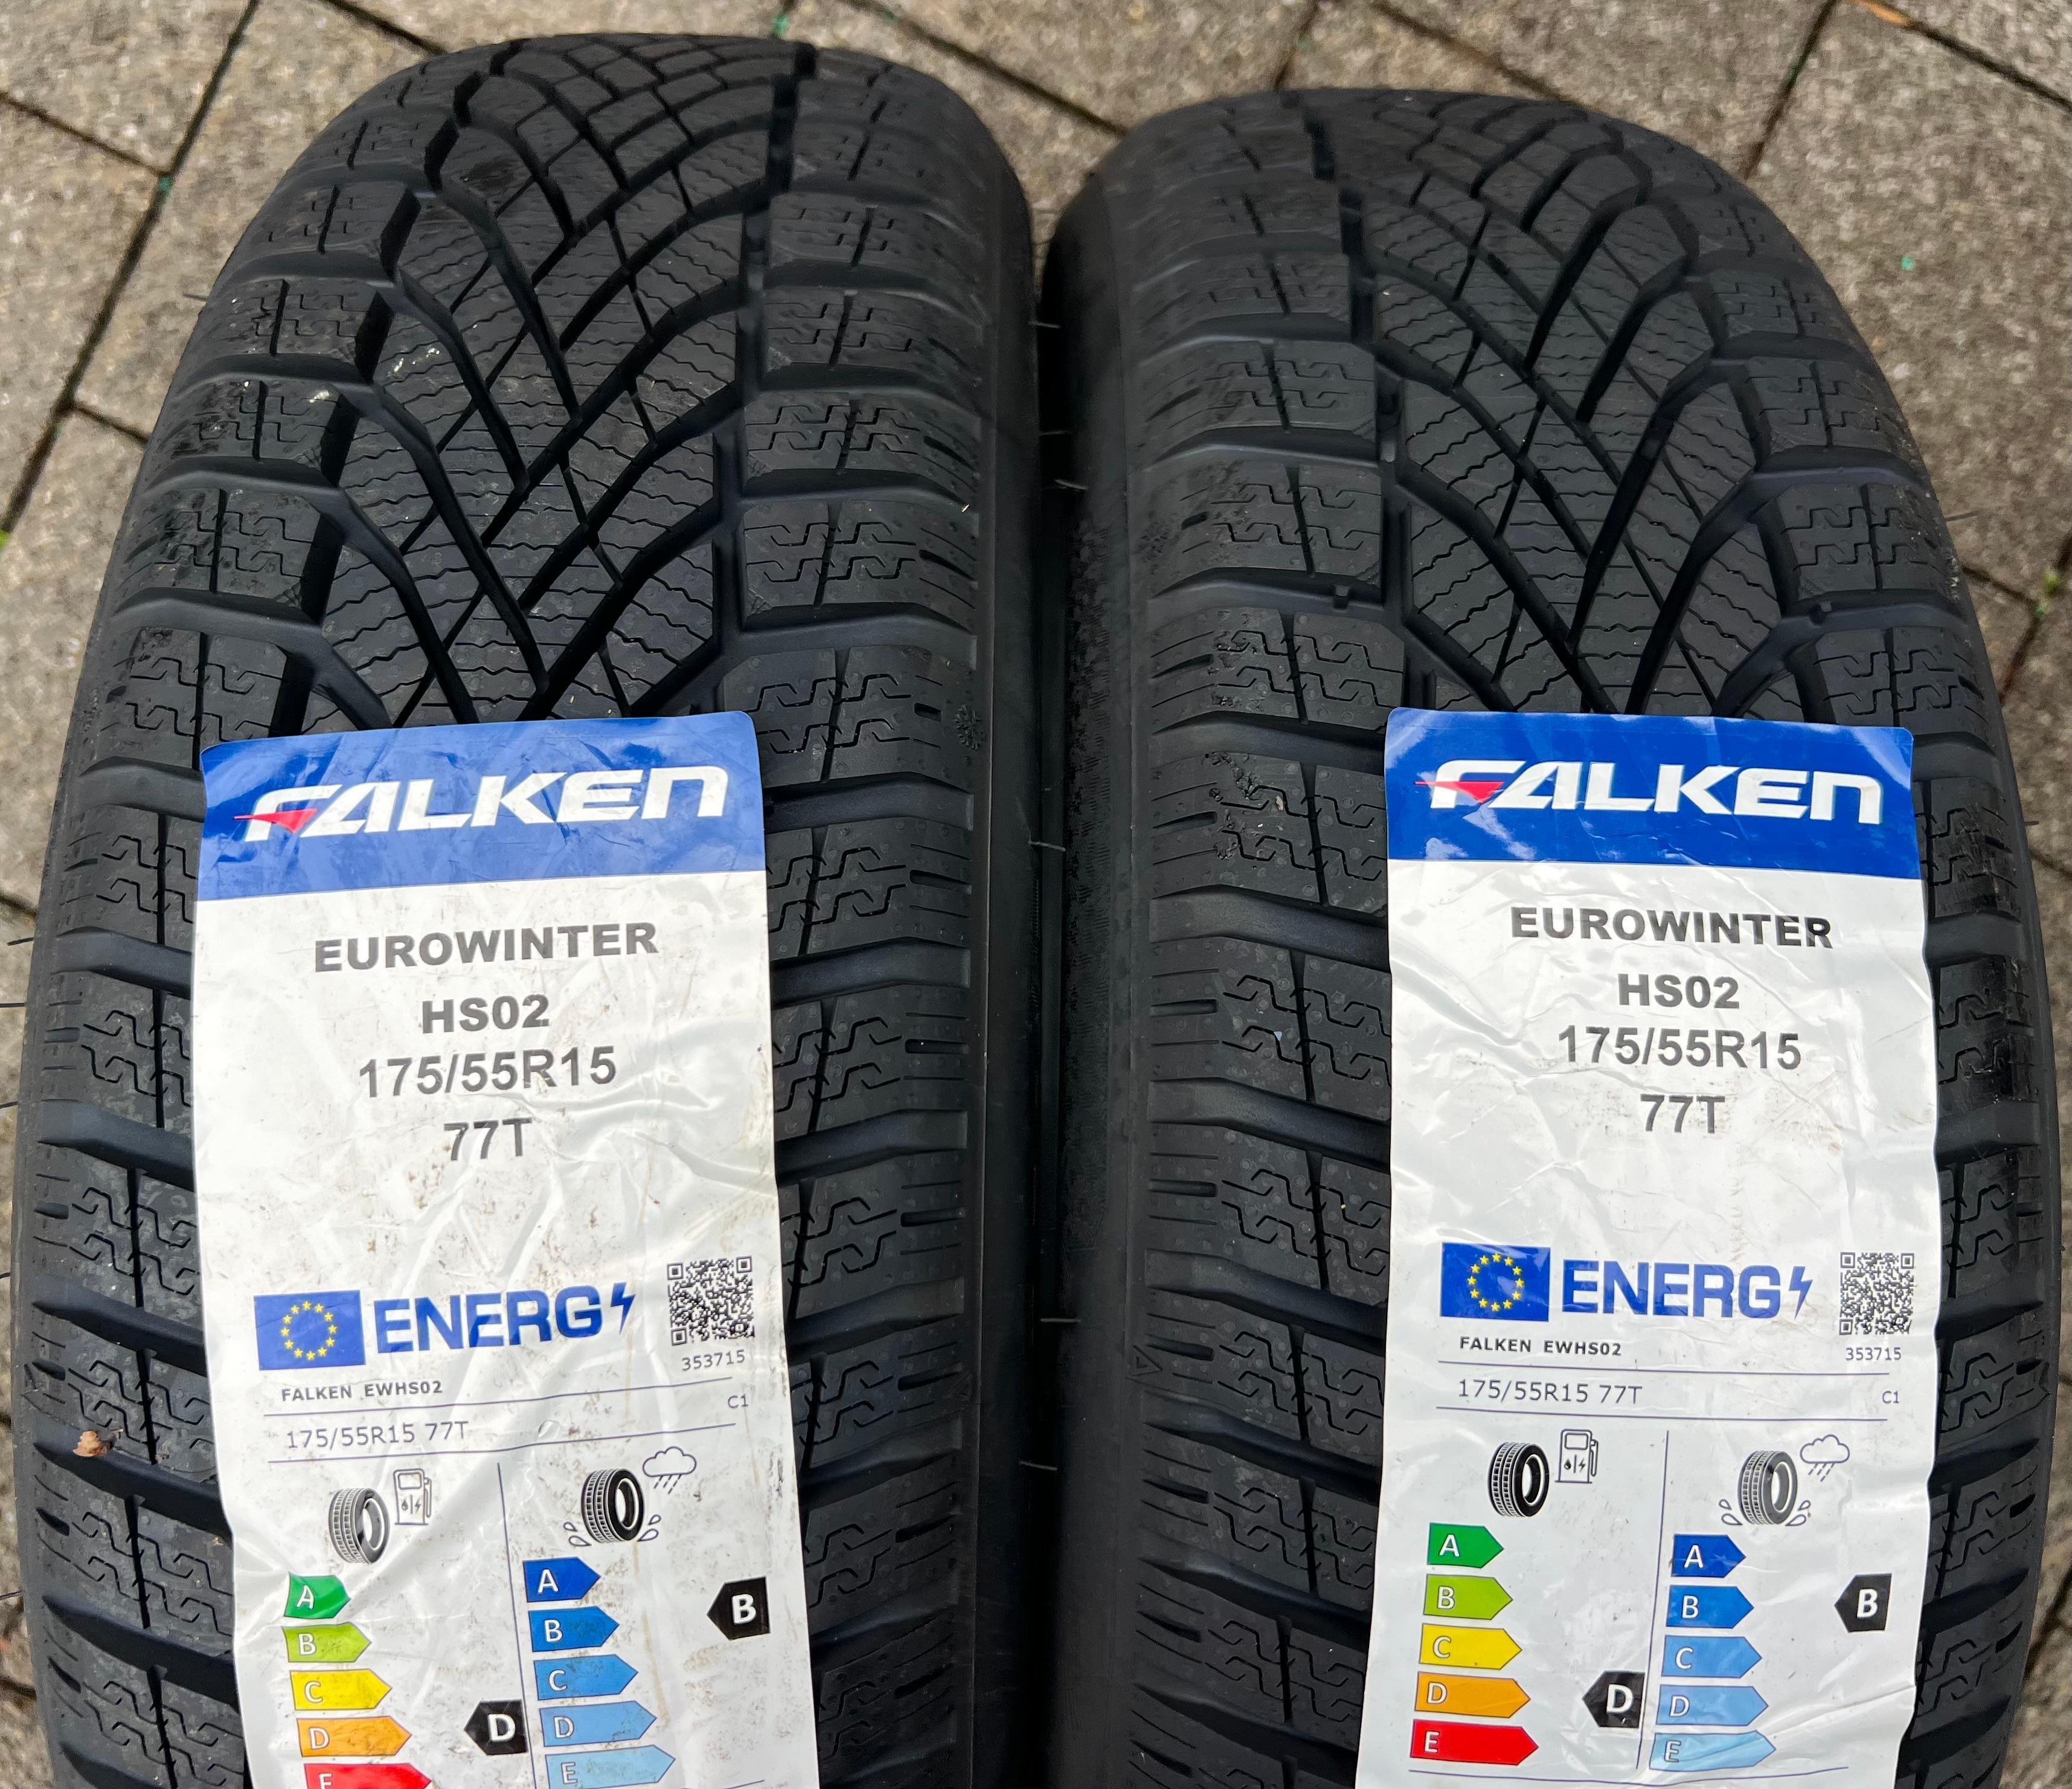 FALKEN
EUROWINTER
HS02
175/55R15
77T
ENERG
353715
FALKEN EWHS02
175/55R15 77T
C1
A
B
C
D
E
D
A
B
C
D
E
B
FALKEN
EUROWINTER
HS02
175/55R15
77T
ENERG
353715
FALKEN EWHS02
175/55R15 77T
C1
A
B
C
D
E
D
A
B
C
D
E
B